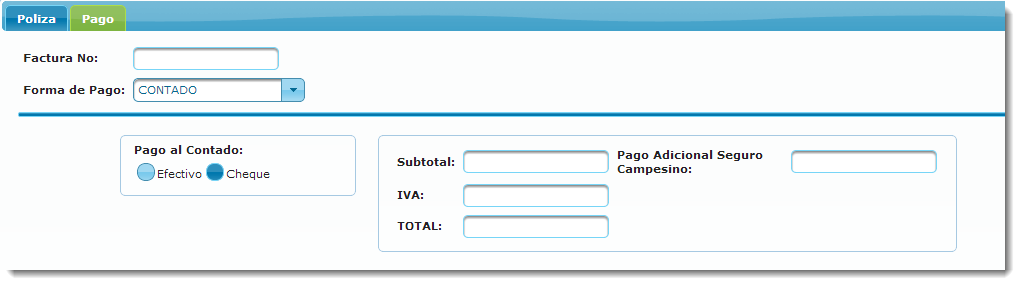 Poliza Pago
Factura No:
Forma de Pago: CONTADO
Pago al Contado:
Efectivo Cheque
Subtotal:
Pago Adicional Seguro
Campesino:
IVA:
TOTAL: